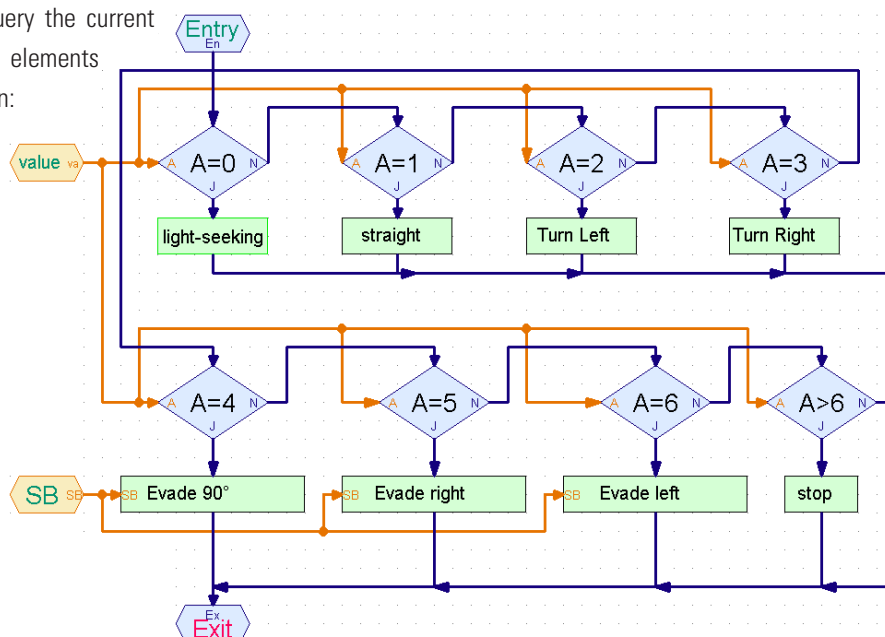 uery the current
elements
n:
Entry
En
value va
A A=0 N
J
A A=1 N
J
A A=2 N
J
A A=3 N
J
light-seeking
straight
Turn Left
Turn Right
A A=4 N
J
A A=5 N
J
A A=6 N
J
A A>6 N
J
SB SB
SB Evade 90°
SB Evade right
SB Evade left
stop
Ex
Exit